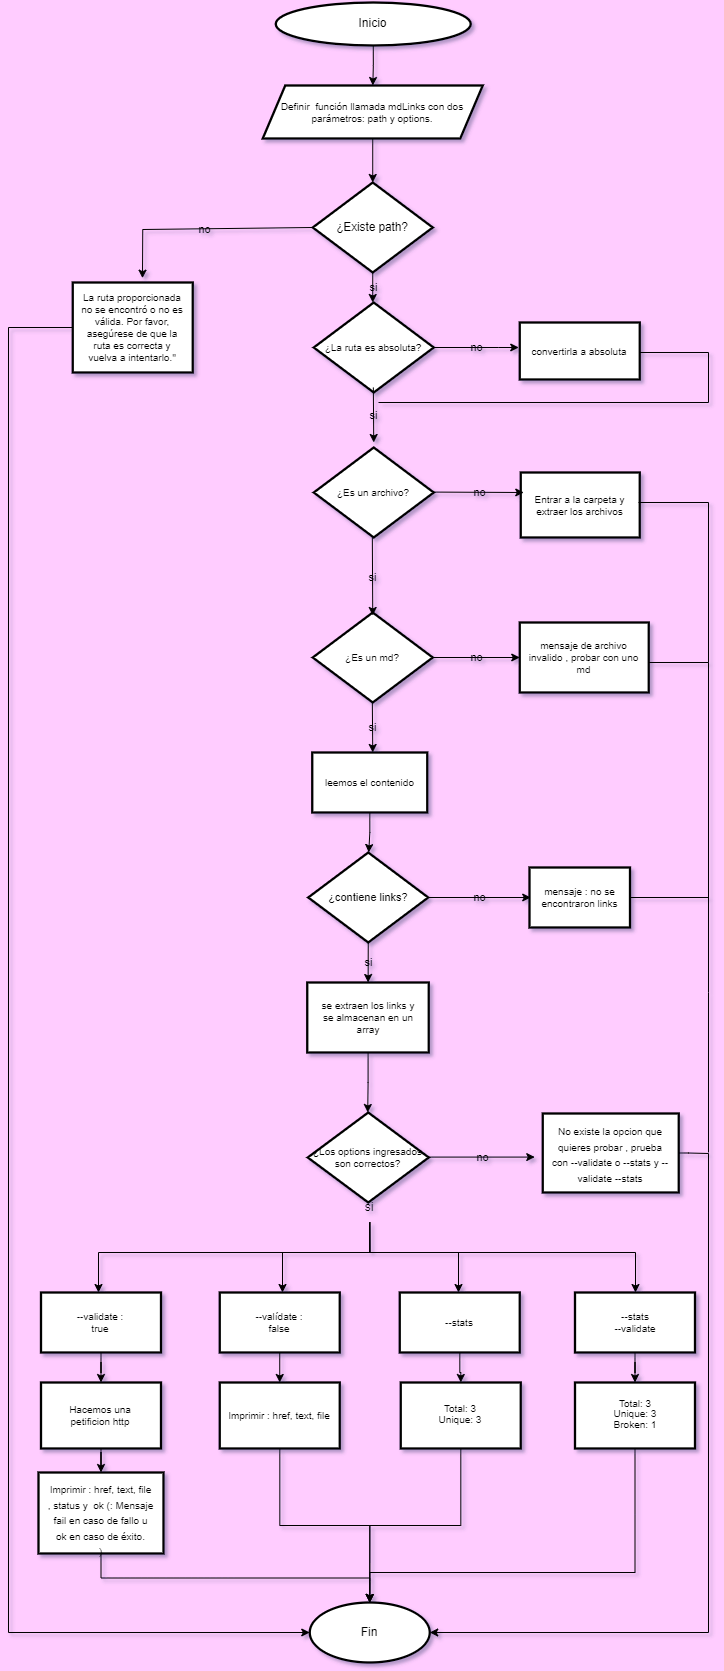 Inicio
Definir función llamada mdLinks con dos
parámetros: path y options.
¿Existe path?
no
si
La ruta proporcionada
no se encontró o no es
válida. Por favor,
asegúrese de que la
ruta es correcta y
vuelva a intentarlo."
¿La ruta es absoluta?
no
convertirla a absoluta
si
¿Es un archivo?
no
Entrar a la carpeta y
extraer los archivos
si
¿Es un md?
no
mensaje de archivo
invalido , probar con uno
md
si
leemos el contenido
¿contiene links?
no
mensaje : no se
encontraron links
si
se extraen los links y
se almacenan en un
array
¿Los options ingresados
son correctos?
no
No existe la opcion que
quieres probar , prueba
con --validate o --stats y --
validate --stats
si
--validate :
true
--valídate :
false
--stats
--stats
--validate
Hacemos una
petificion http
Imprimir : href, text, file
Total: 3
Unique: 3
Total: 3
Unique: 3
Broken: 1
Imprimir : href, text, file
, status y ok (: Mensaje
fail en caso de fallo u
ok en caso de éxito.
)
Fin